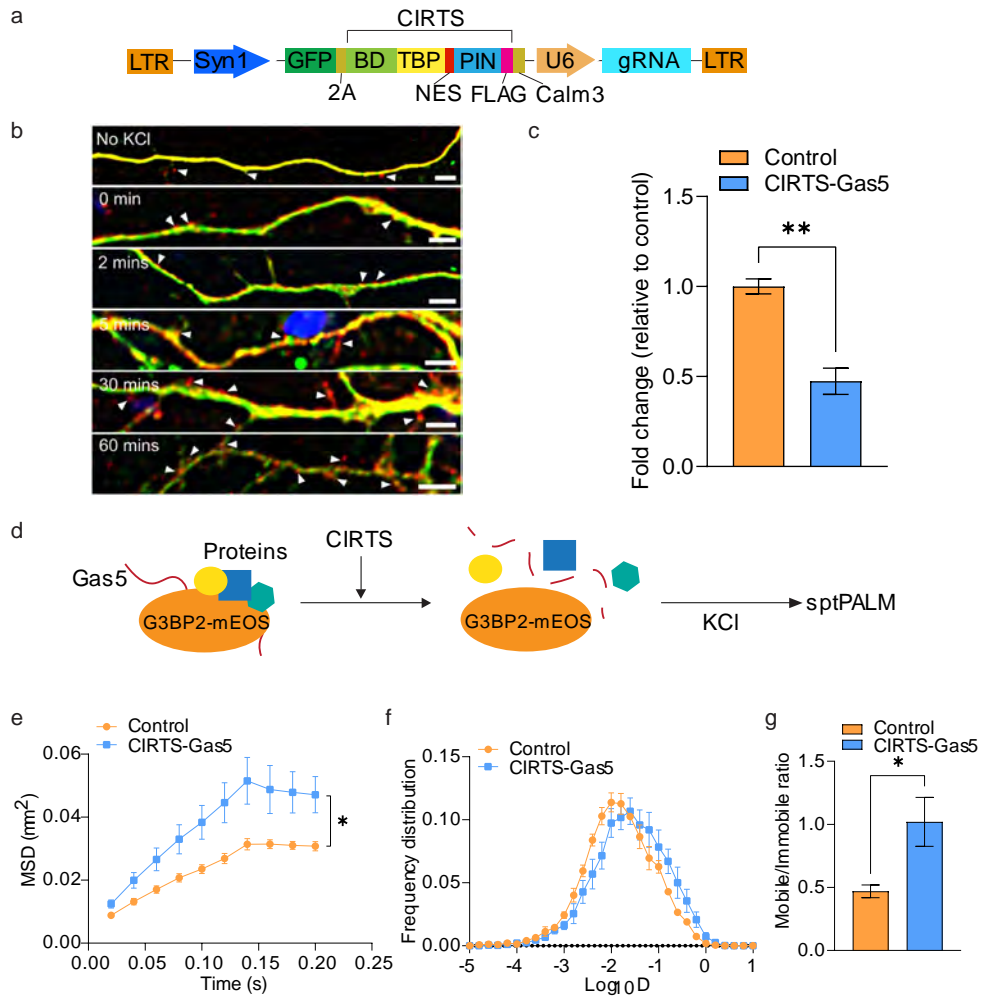 a
CIRTS
LTR Syn1 GFP BD TBP PIN U6 gRNA LTR
2A NES FLAG Calm3
b
No KCl
0 min
2 mins
5 mins
30 mins
60 mins
c
Control
CIRTS-Gas5
Fold change (relative to control)
1.5
1.0
0.5
0.0
**
d
Gas5
Proteins
G3BP2-mEOS
CIRTS
G3BP2-mEOS
KCl
sptPALM
e
Control
CIRTS-Gas5
MSD (mm²)
0.06
0.04
0.02
0.00
*
0.00 0.05 0.10 0.15 0.20 0.25
Time (s)
f
Control
CIRTS-Gas5
Frequency distribution
0.15
0.10
0.05
0.00
-5 -4 -3 -2 -1 0 1
Log10D
g
Control
CIRTS-Gas5
Mobile/Immobile ratio
1.5
1.0
0.5
0.0
*